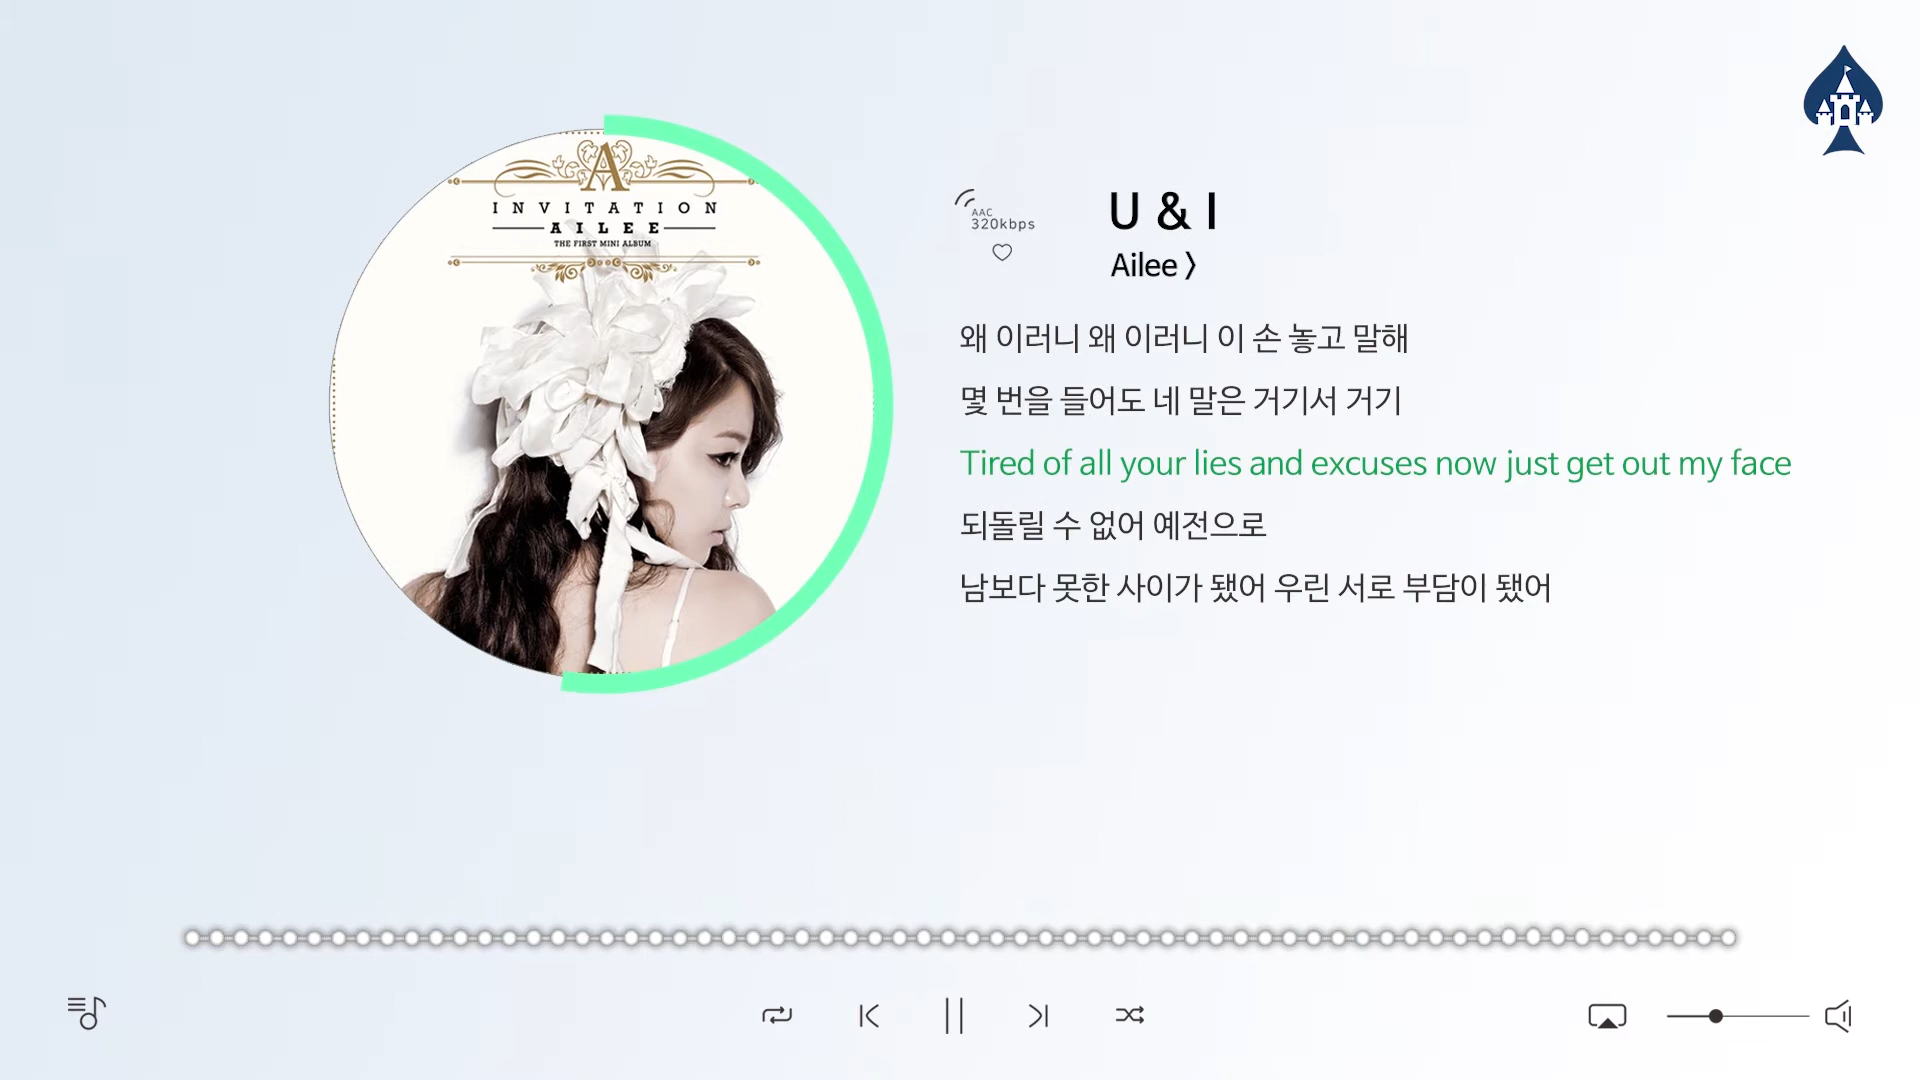 A
INVITATION
AILEE
THE FIRST MINI ALBUM
AAC
320kbps
U & I
Ailee 〉
왜 이러니 왜 이러니 이 손 놓고 말해
몇 번을 들어도 네 말은 거기서 거기
Tired of all your lies and excuses now just get out my face
되돌릴 수 없어 예전으로
남보다 못한 사이가 됐어 우린 서로 부담이 됐어